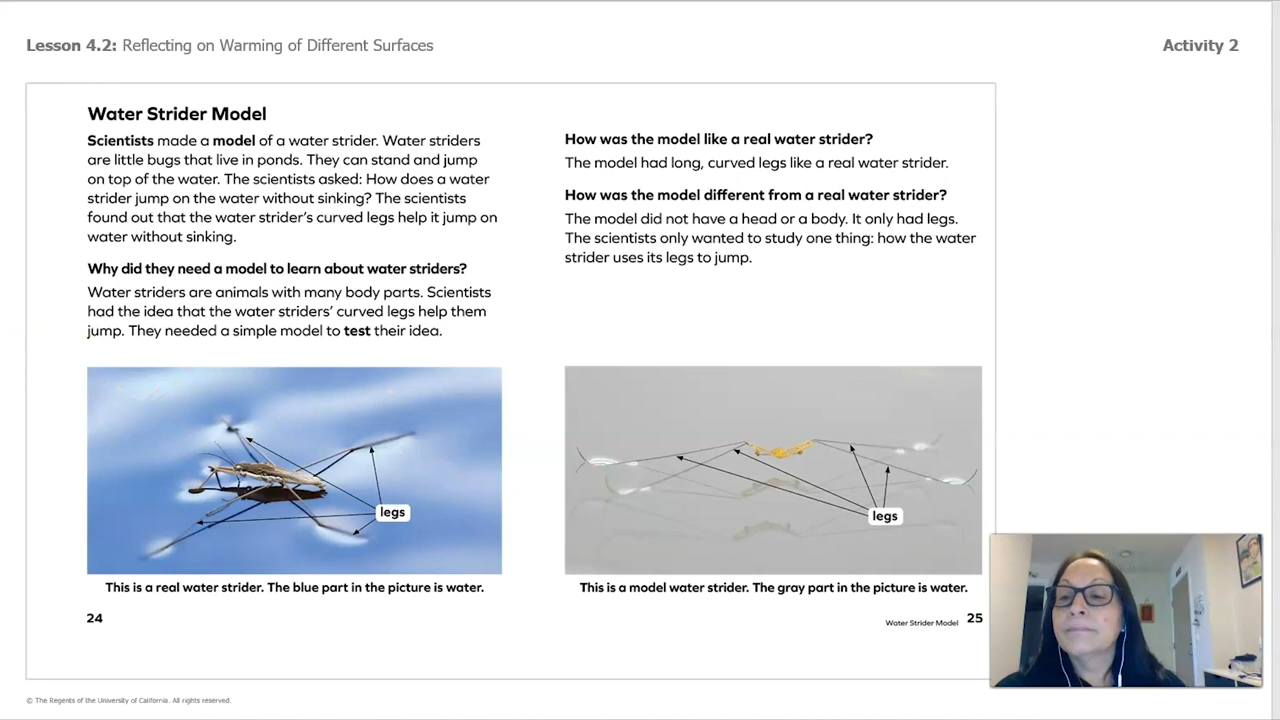 Lesson 4.2: Reflecting on Warming of Different Surfaces
Activity 2
Water Strider Model
Scientists made a model of a water strider. Water striders
are little bugs that live in ponds. They can stand and jump
on top of the water. The scientists asked: How does a water
strider jump on the water without sinking? The scientists
found out that the water strider's curved legs help it jump on
water without sinking.
Why did they need a model to learn about water striders?
Water striders are animals with many body parts. Scientists
had the idea that the water striders' curved legs help them
jump. They needed a simple model to test their idea.
legs
This is a real water strider. The blue part in the picture is water.
24
How was the model like a real water strider?
The model had long, curved legs like a real water strider.
How was the model different from a real water strider?
The model did not have a head or a body. It only had legs.
The scientists only wanted to study one thing: how the water
strider uses its legs to jump.
legs
This is a model water strider. The gray part in the picture is water.
Water Strider Model 25
© The Regents of the University of California. All rights reserved.